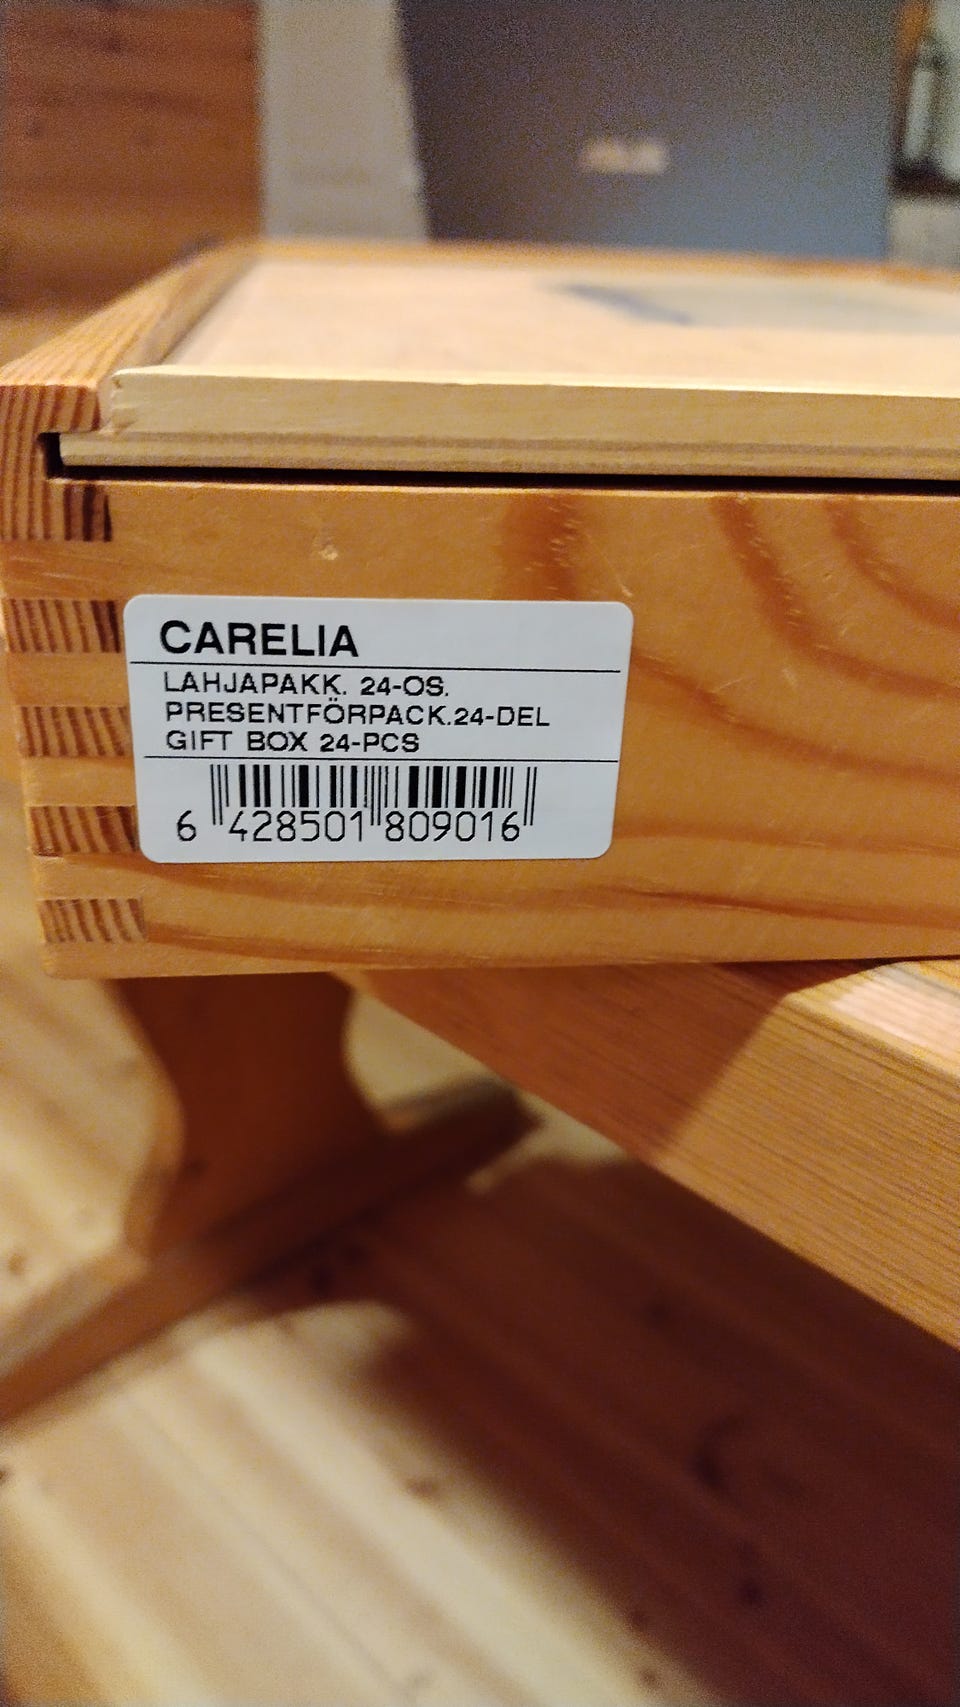 CARELIA
LAHJAPAKK. 24-OS.
PRESENTFÖRPACK.24-DEL
GIFT BOX 24-PCS
6 428501 809016